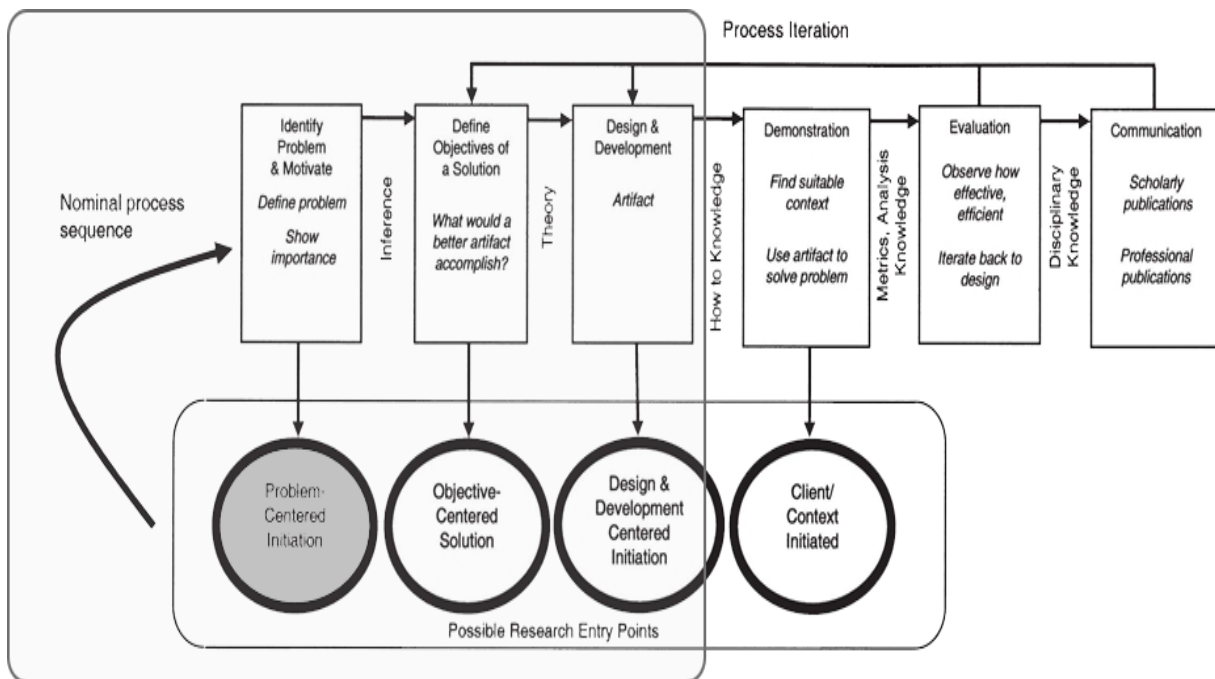 Process Iteration
Nominal process
sequence
Identify
Problem
& Motivate
Define problem
Show
importance
Inference
Define
Objectives of
a Solution
What would a
better artifact
accomplish?
Theory
Design &
Development
Artifact
How to Knowledge
Demonstration
Find suitable
context
Use artifact to
solve problem
Metrics, Analysis
Knowledge
Evaluation
Observe how
effective,
efficient
Iterate back to
design
Disciplinary
Knowledge
Communication
Scholarly
publications
Professional
publications
Problem-
Centered
Initiation
Objective-
Centered
Solution
Design &
Development
Centered
Initiation
Client/
Context
Initiated
Possible Research Entry Points